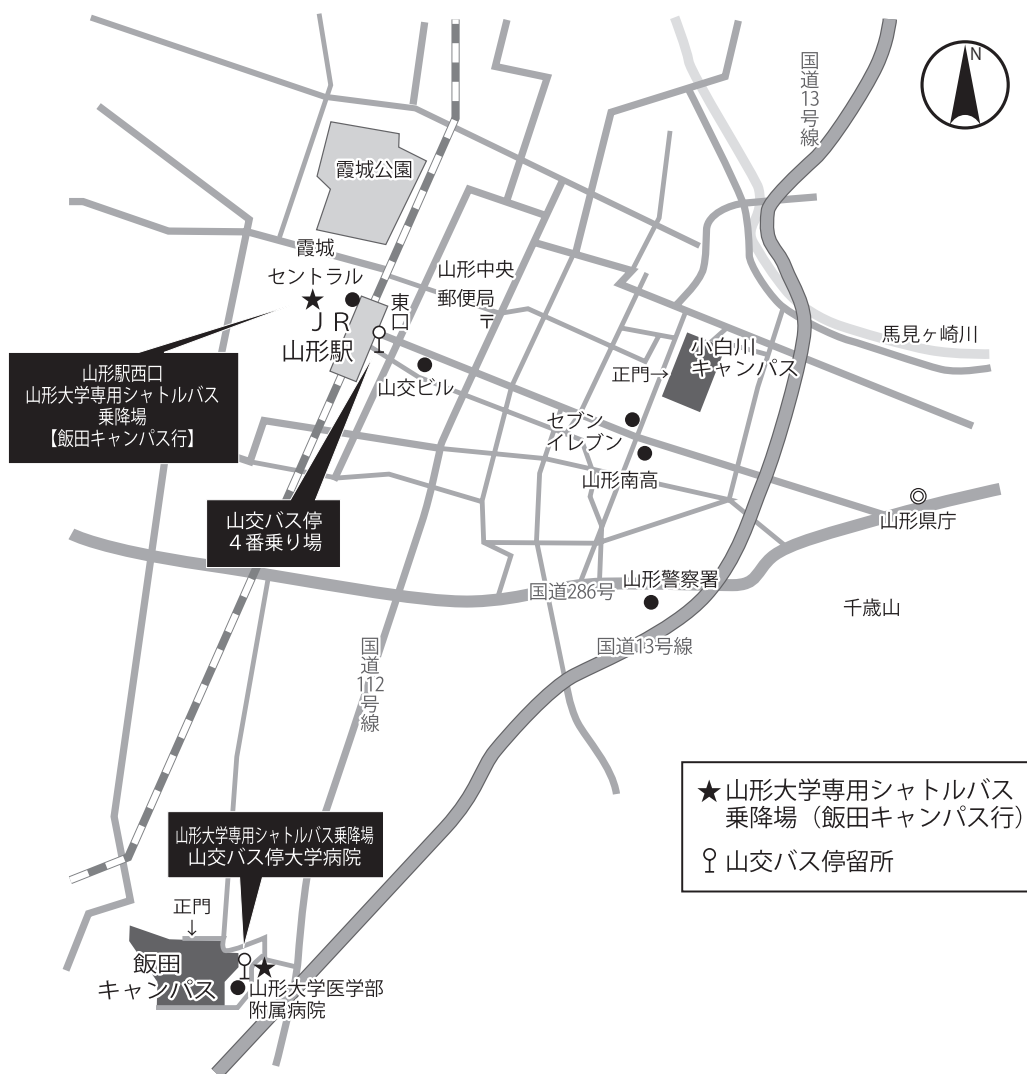 国道13号線
N
霞城公園
霞城
セントラル
JR
山形駅
東口
山形中央
郵便局
〒
山交ビル
馬見ヶ崎川
小白川
キャンパス
正門→
セブン
イレブン
山形南高
山形駅西口
山形大学専用シャトルバス
乗降場
【飯田キャンパス行】
山交バス停
4番乗り場
山形県庁
山形警察署
国道286号
千歳山
国道13号線
国道112号線
★山形大学専用シャトルバス
乗降場（飯田キャンパス行）
山交バス停留所
山形大学専用シャトルバス乗降場
山交バス停大学病院
正門
↓
飯田
キャンパス
山形大学医学部
附属病院